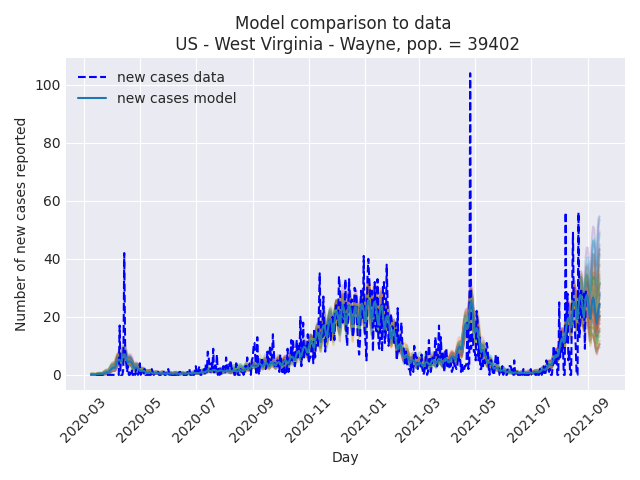 Model comparison to data
US - West Virginia - Wayne, pop. = 39402
new cases data
new cases model
100
80
60
40
20
0
Number of new cases reported
2020-03
2020-05
2020-07
2020-09
2020-11
2021-01
2021-03
2021-05
2021-07
2021-09
Day